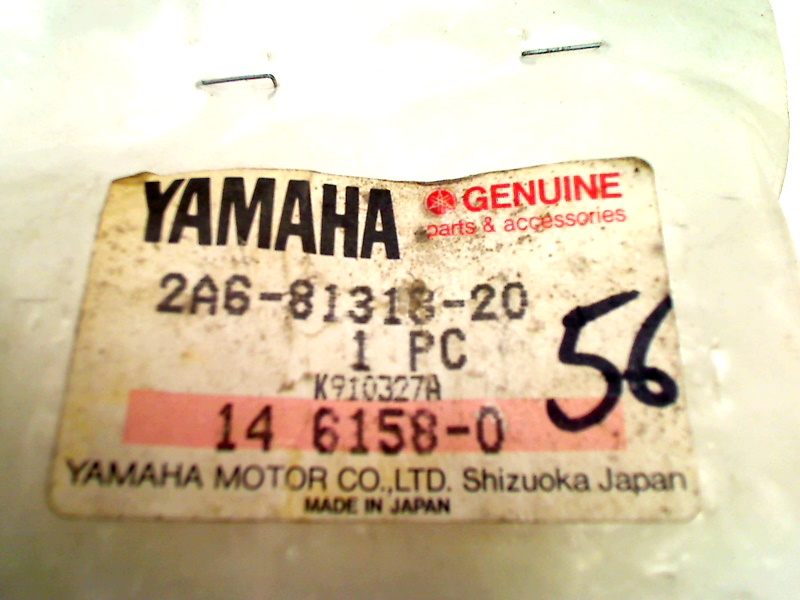 YAMAHA GENUINE
parts & accessories
2A6-81313-20
1 PC
K910327A
56
14 6158-0
YAMAHA MOTOR CO.,LTD. Shizuoka Japan
MADE IN JAPAN